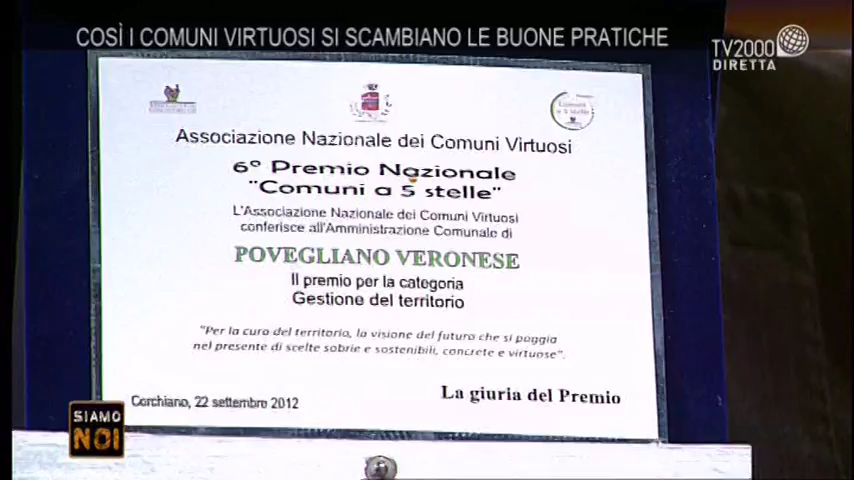 COSÌ I COMUNI VIRTUOSI SI SCAMBIANO LE BUONE PRATICHE
TV2000
DIRETTA
Associazione Nazionale dei Comuni Virtuosi
6º Premio Nazionale
"Comuni a 5 stelle"
L'Associazione Nazionale dei Comuni Virtuosi
conferisce all'Amministrazione Comunale di
POVEGLIANO VERONESE
Il premio per la categoria
Gestione del territorio
"Per la cura del territorio, la visione del futuro che si poggia
nel presente di scelte sobrie e sostenibili, concrete e virtuose".
Corchiano, 22 settembre 2012
La giuria del Premio
SIAMO
NOI